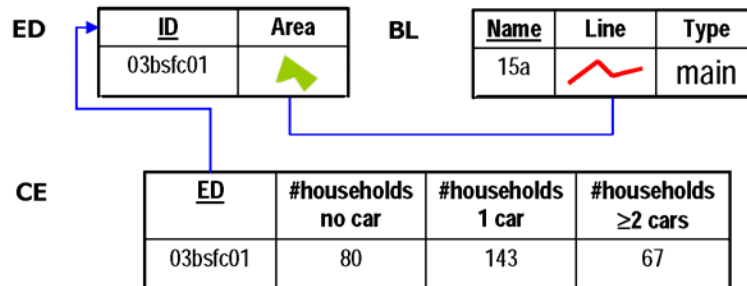 ED
ID Area
03bsfc01
BL
Name Line Type
15a main
CE
ED #households no car #households 1 car #households ≥2 cars
03bsfc01 80 143 67